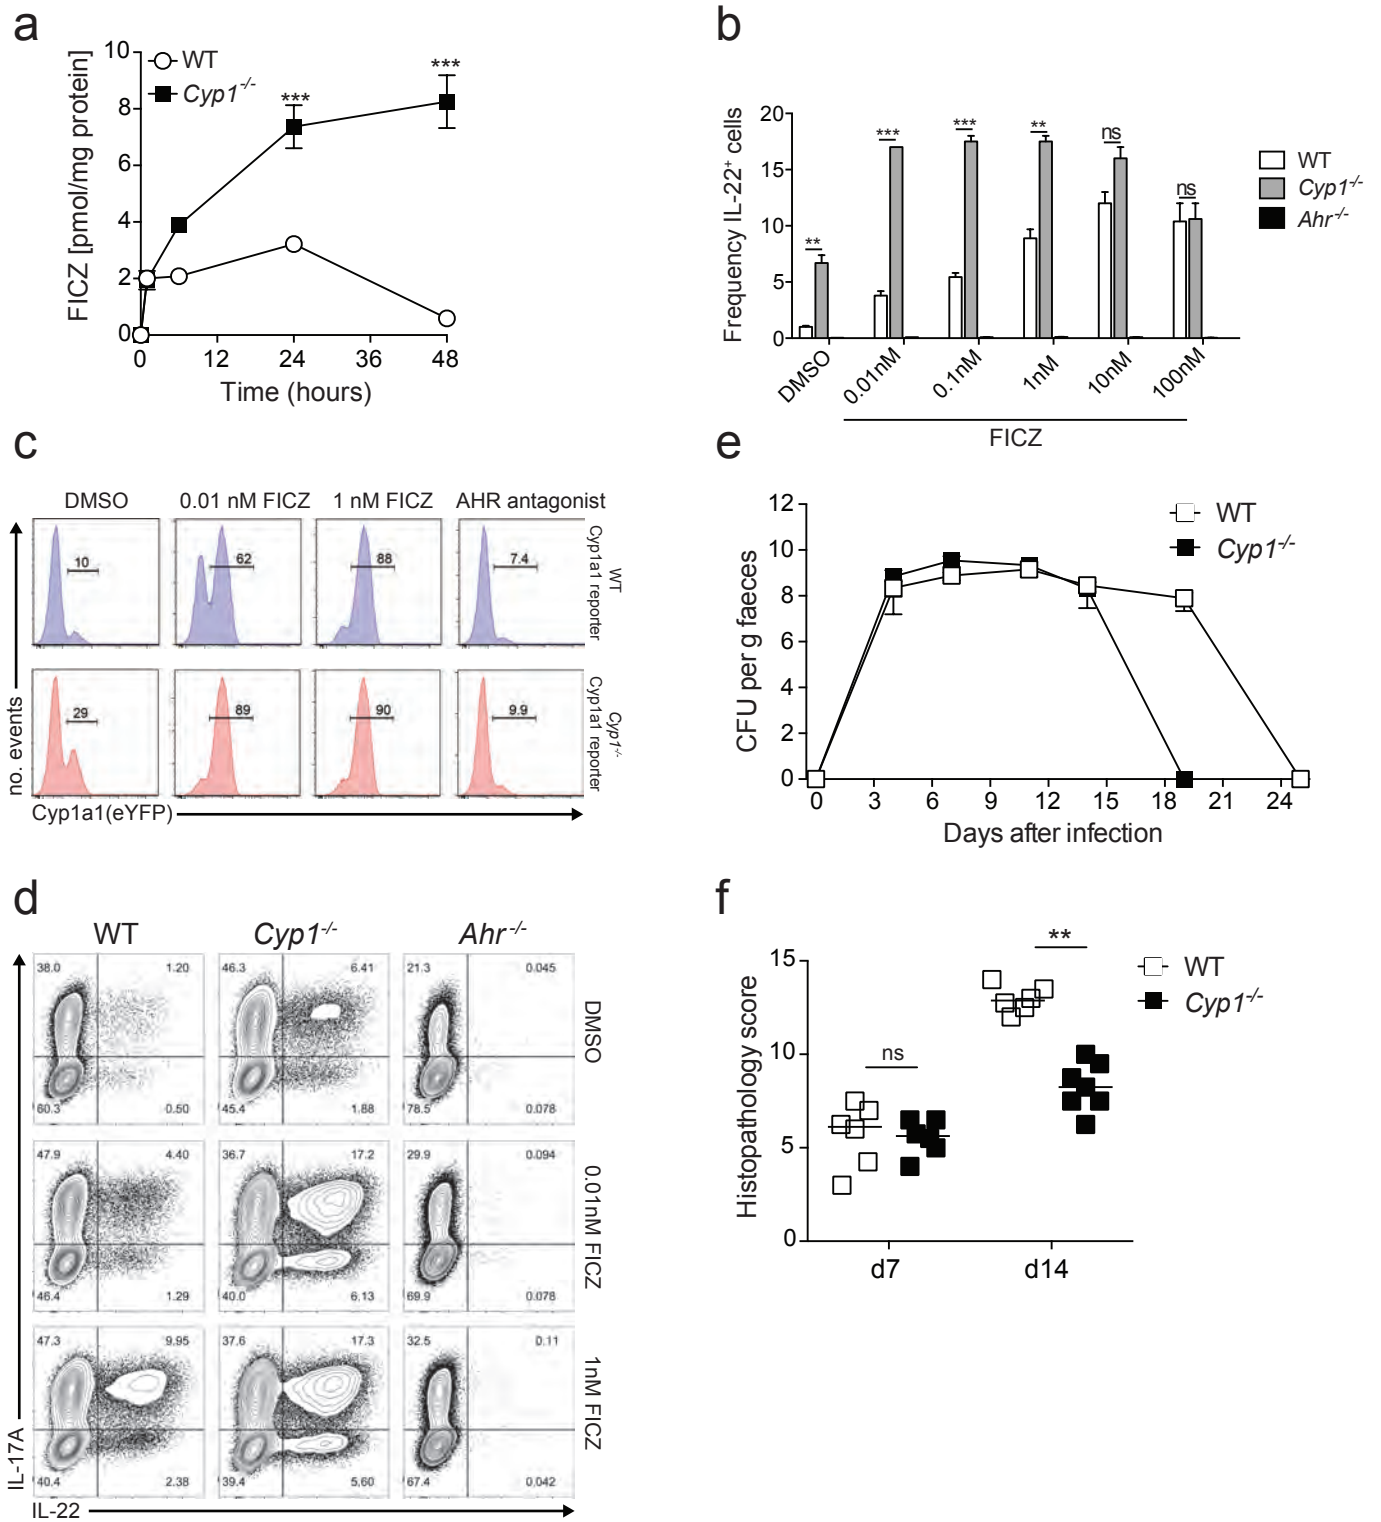 a
FICZ [pmol/mg protein]
10
8
6
4
2
0
WT
Cyp1-/-
***
***
0 12 24 36 48
Time (hours)
b
Frequency IL-22+ cells
20
15
10
5
0
**
***
***
**
ns
ns
WT
Cyp1-/-
Ahr-/-
DMSO
0.01nM
0.1nM
1nM
10nM
100nM
FICZ
c
DMSO 0.01 nM FICZ 1 nM FICZ AHR antagonist
10 62 88 7.4
WT
Cyp1a1 reporter
29 89 90 9.9
Cyp1-/-
Cyp1a1 reporter
no. events
Cyp1a1(eYFP)
d
WT Cyp1-/- Ahr-/-
38.0 1.20 46.3 6.41 21.3 0.045
60.3 0.50 45.4 1.88 78.5 0.078
DMSO
47.9 4.40 36.7 17.2 29.9 0.094
46.4 1.29 40.0 6.13 69.9 0.078
0.01nM FICZ
47.3 9.95 37.6 17.3 32.5 0.11
40.4 2.38 39.4 5.60 67.4 0.042
1nM FICZ
IL-17A
IL-22
e
CFU per g faeces
12
10
8
6
4
2
0
WT
Cyp1-/-
0 3 6 9 12 15 18 21 24
Days after infection
f
Histopathology score
15
10
5
0
ns
**
WT
Cyp1-/-
d7 d14